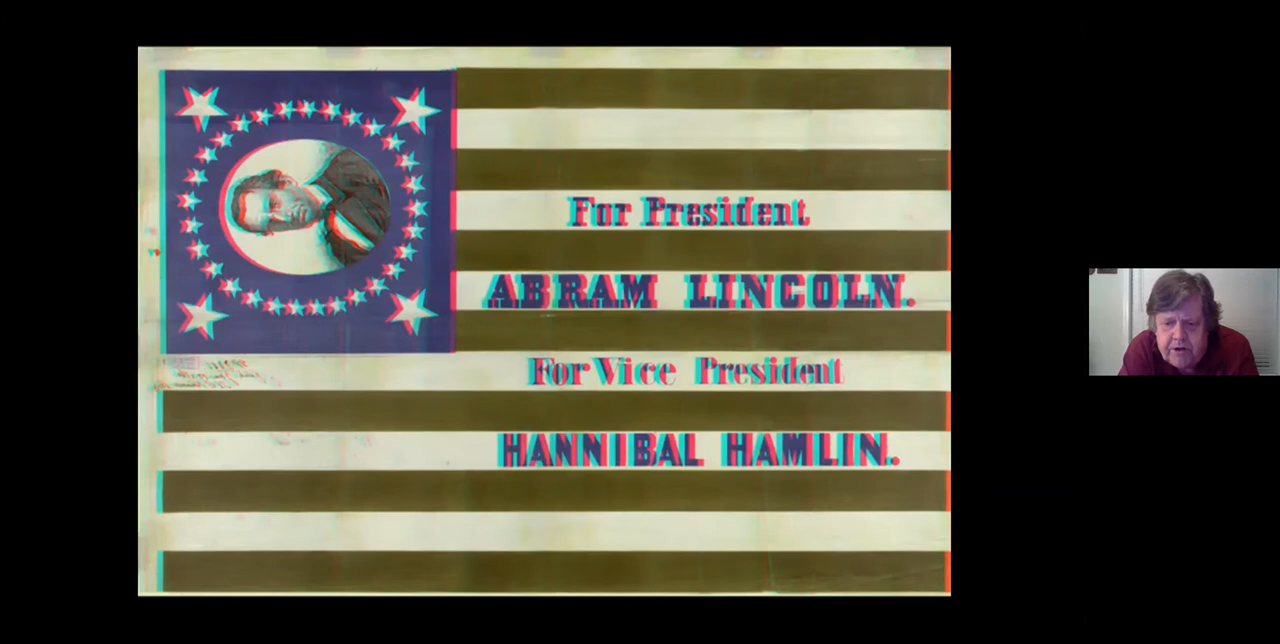 For President
ABRAM LINCOLN.
For Vice President
HANNIBAL HAMLIN.